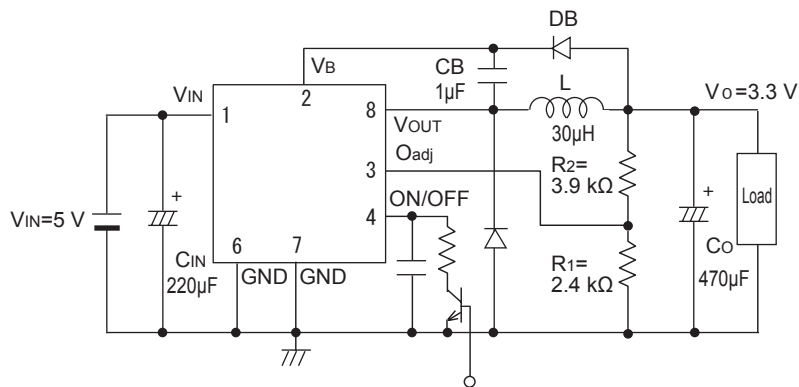 DB
VB
CB
1µF
L
VO=3.3 V
VIN
1
2
8
VOUT
30µH
Oadj
3
R2=
3.9 kΩ
+
Load
ON/OFF
4
VIN=5 V
+
CIN
220µF
6
GND
7
GND
R1=
2.4 kΩ
CO
470µF